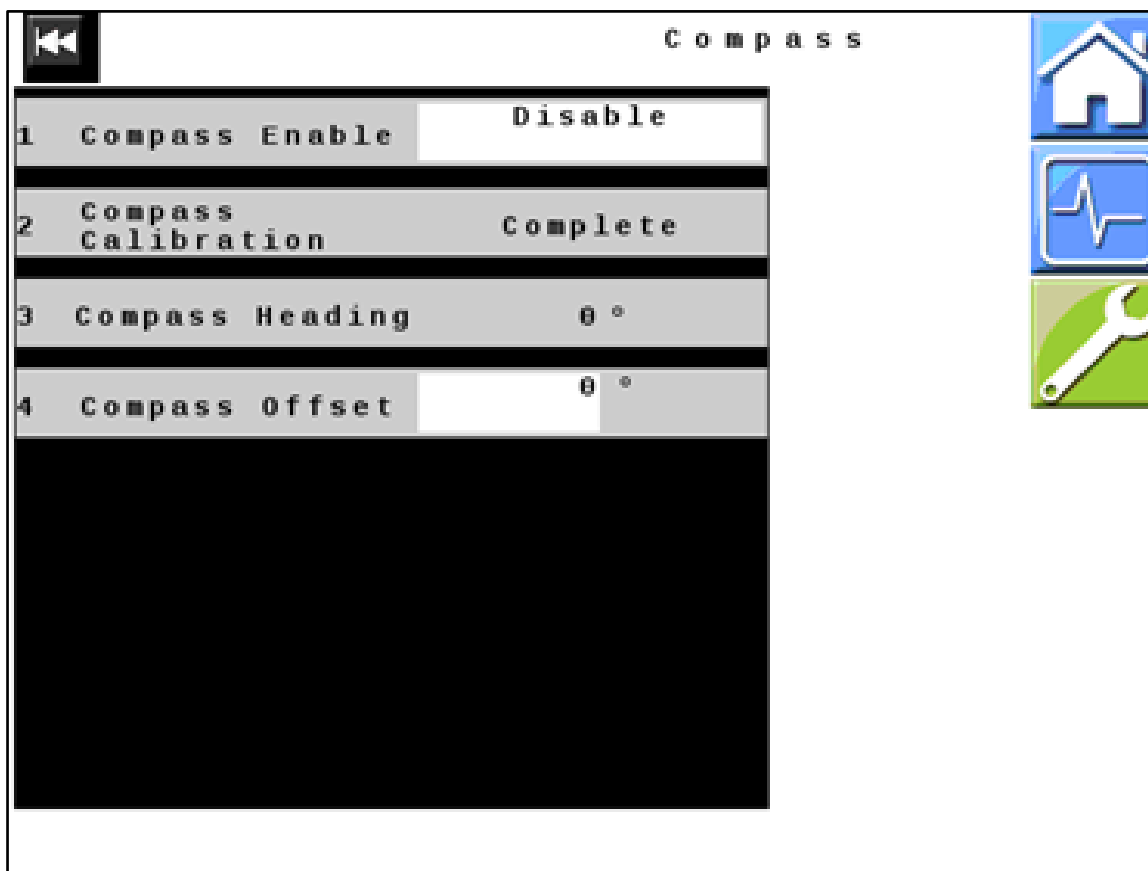 Compass
1 Compass Enable Disable
2 Compass
Calibration Complete
3 Compass Heading 0 °
4 Compass Offset 0 °